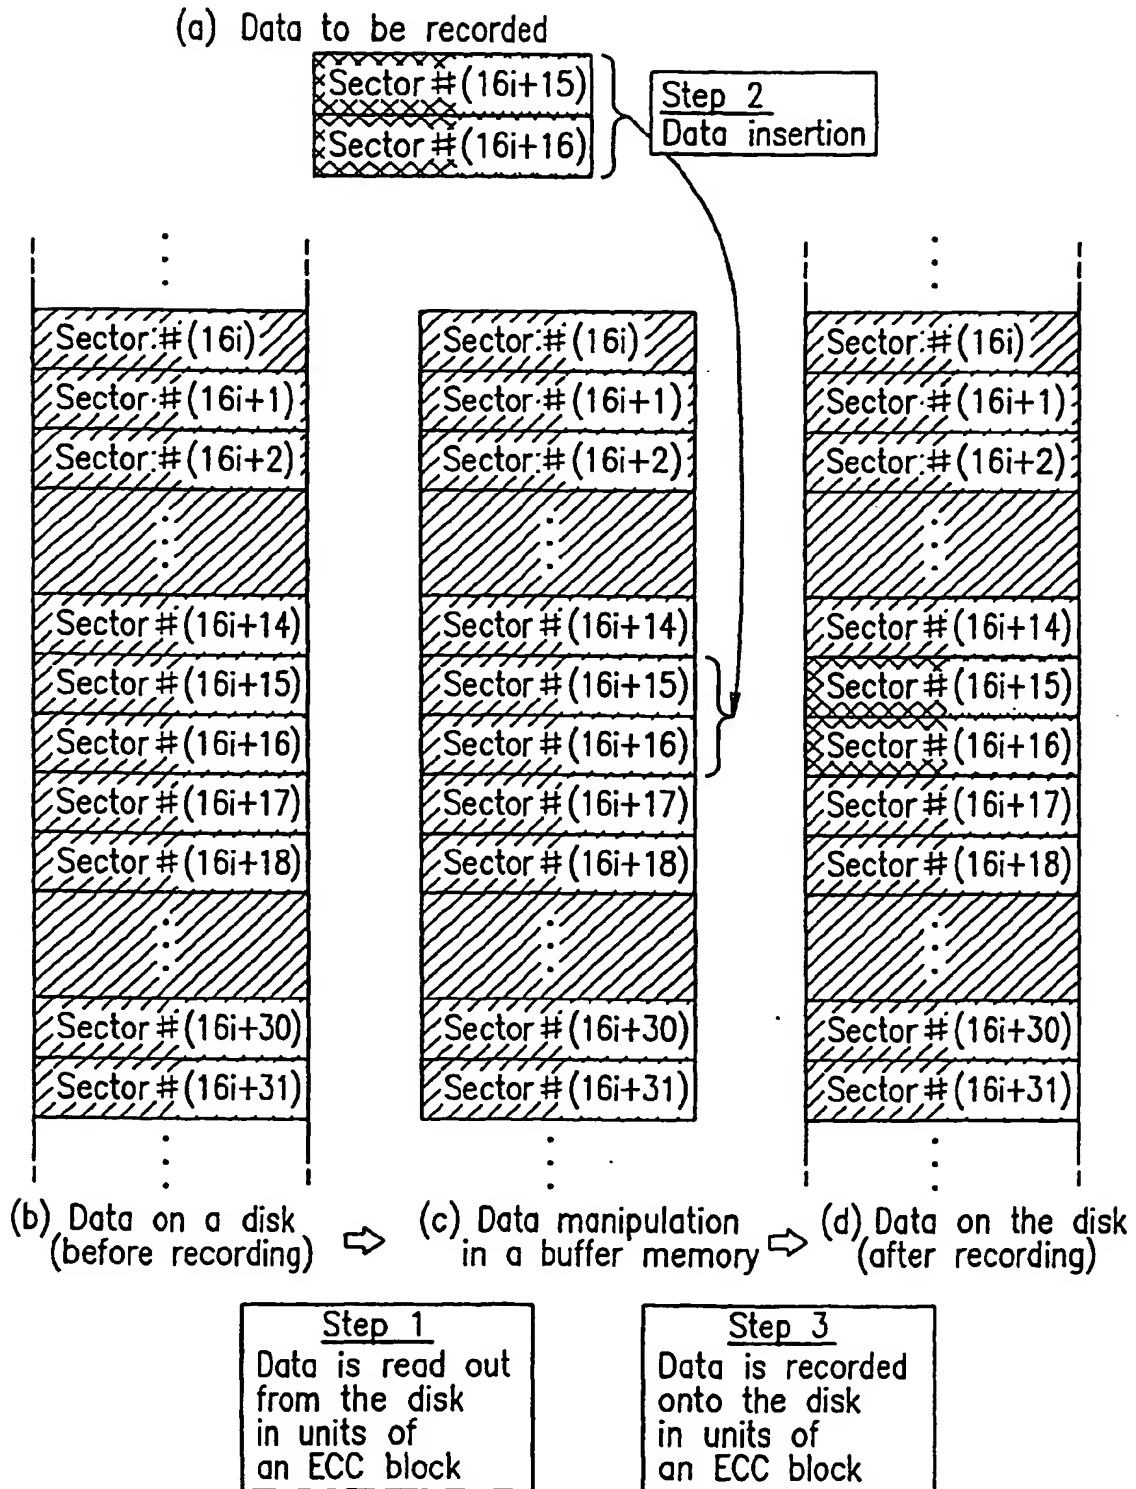 (a) Data to be recorded
Sector #(16i+15)
Sector #(16i+16)
Step 2
Data insertion
Sector #(16i)
Sector #(16i+1)
Sector #(16i+2)
Sector #(16i+14)
Sector #(16i+15)
Sector #(16i+16)
Sector #(16i+17)
Sector #(16i+18)
Sector #(16i+30)
Sector #(16i+31)
(b) Data on a disk
(before recording)
Sector #(16i)
Sector #(16i+1)
Sector #(16i+2)
Sector #(16i+14)
Sector #(16i+15)
Sector #(16i+16)
Sector #(16i+17)
Sector #(16i+18)
Sector #(16i+30)
Sector #(16i+31)
(c) Data manipulation
in a buffer memory
Sector #(16i)
Sector #(16i+1)
Sector #(16i+2)
Sector #(16i+14)
Sector #(16i+15)
Sector #(16i+16)
Sector #(16i+17)
Sector #(16i+18)
Sector #(16i+30)
Sector #(16i+31)
(d) Data on the disk
(after recording)
Step 1
Data is read out
from the disk
in units of
an ECC block
Step 3
Data is recorded
onto the disk
in units of
an ECC block